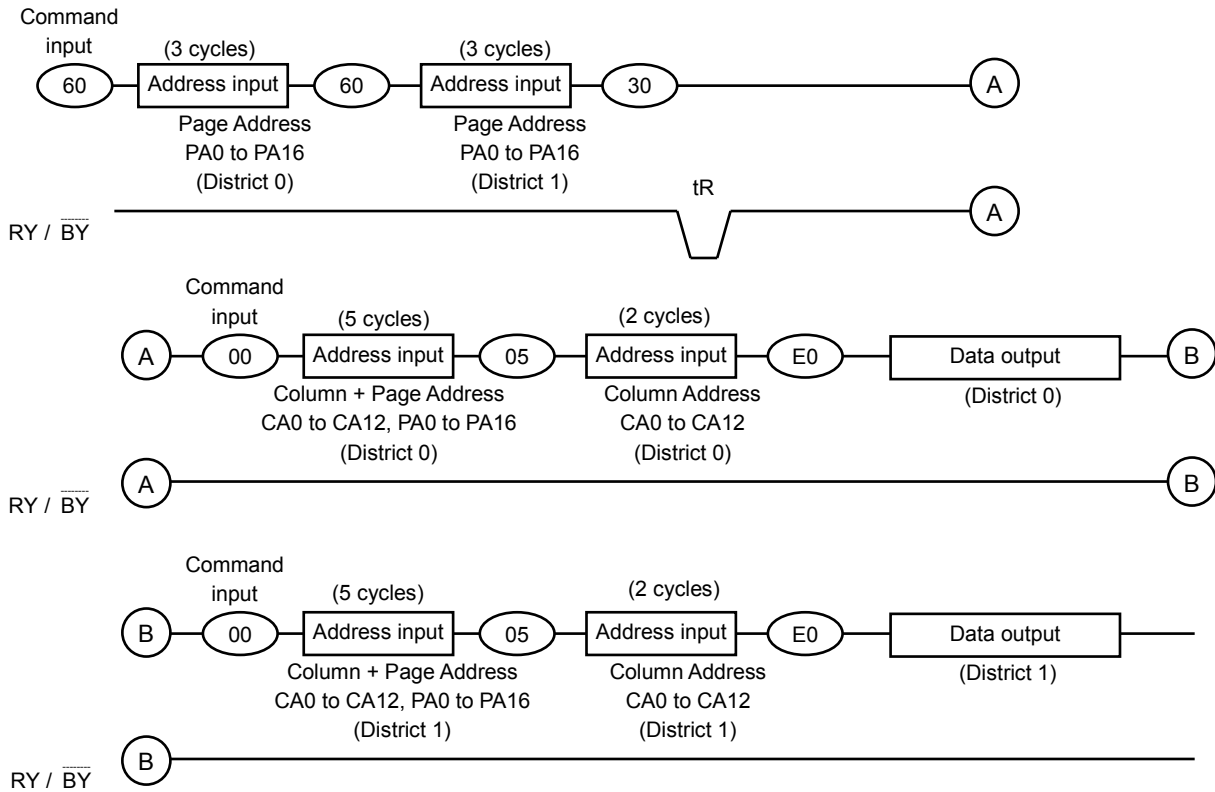 Command
input
(3 cycles)
(3 cycles)
60
Address input
60
Address input
30
A
Page Address
PA0 to PA16
(District 0)
Page Address
PA0 to PA16
(District 1)
tR
A
RY / BY
Command
input
(5 cycles)
(2 cycles)
A
00
Address input
05
Address input
E0
Data output
B
Column + Page Address
CA0 to CA12, PA0 to PA16
(District 0)
Column Address
CA0 to CA12
(District 0)
(District 0)
A
B
RY / BY
Command
input
(5 cycles)
(2 cycles)
B
00
Address input
05
Address input
E0
Data output
Column + Page Address
CA0 to CA12, PA0 to PA16
(District 1)
Column Address
CA0 to CA12
(District 1)
(District 1)
B
RY / BY